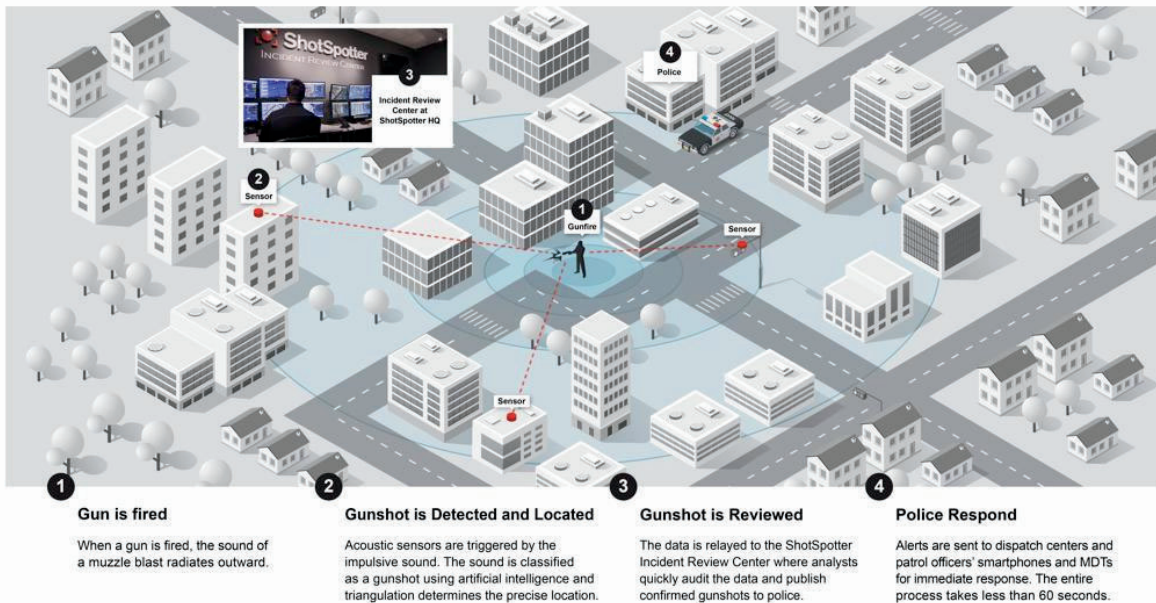 ShotSpotter
INCIDENT REVIEW CENTER
3
Incident Review
Center at
ShotSpotter HQ
4
Police
2
Sensor
1
Gunfire
Sensor
Sensor
1
Gun is fired
When a gun is fired, the sound of
a muzzle blast radiates outward.
2
Gunshot is Detected and Located
Acoustic sensors are triggered by the
impulsive sound. The sound is classified
as a gunshot using artificial intelligence and
triangulation determines the precise location.
3
Gunshot is Reviewed
The data is relayed to the ShotSpotter
Incident Review Center where analysts
quickly audit the data and publish
confirmed gunshots to police.
4
Police Respond
Alerts are sent to dispatch centers and
patrol officers' smartphones and MDTs
for immediate response. The entire
process takes less than 60 seconds.